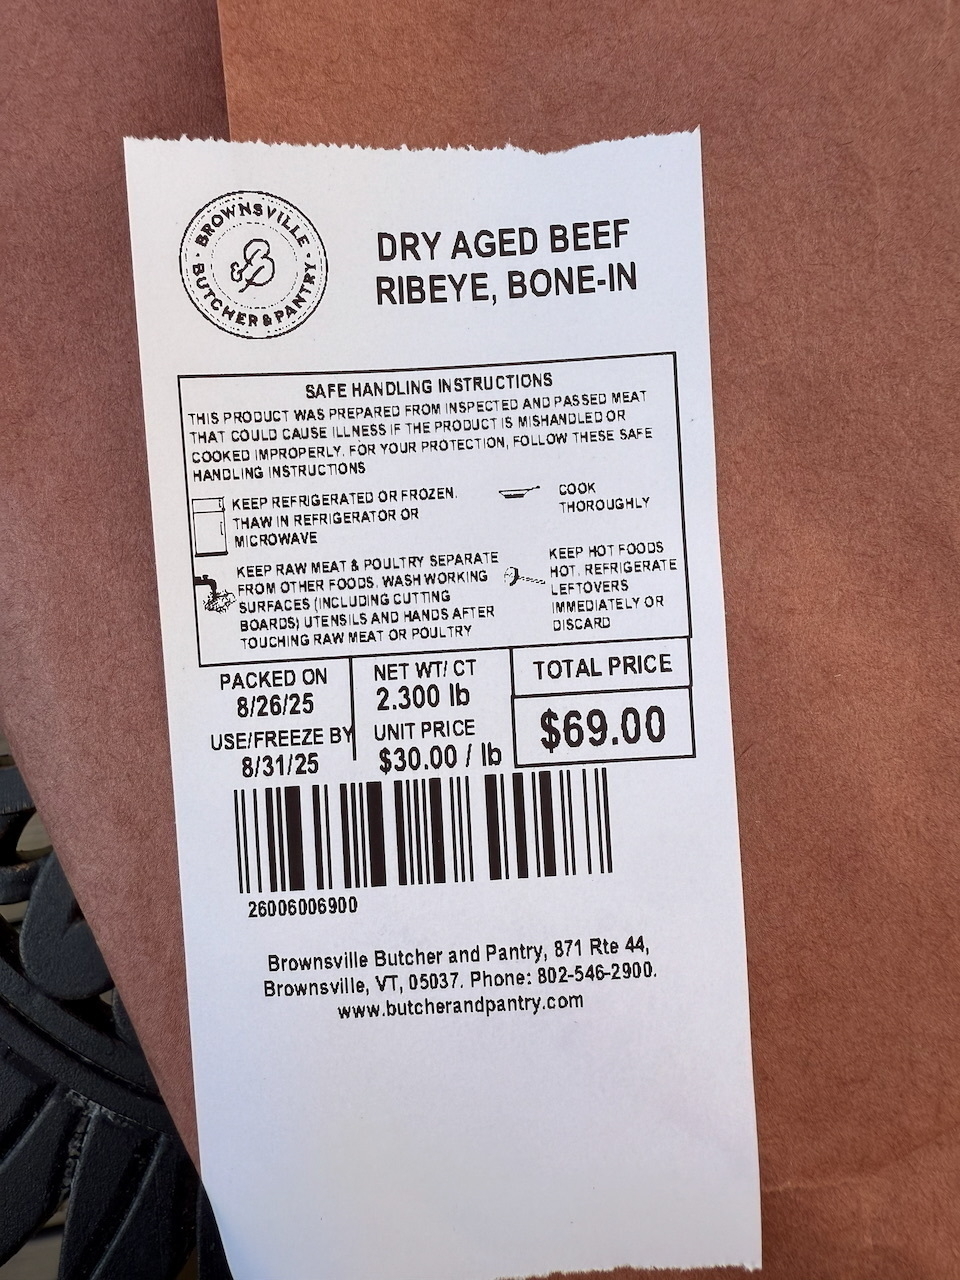 BROWNSVILLE
BUTCHER & PANTRY
&B
DRY AGED BEEF
RIBEYE, BONE-IN
SAFE HANDLING INSTRUCTIONS
THIS PRODUCT WAS PREPARED FROM INSPECTED AND PASSED MEAT
THAT COULD CAUSE ILLNESS IF THE PRODUCT IS MISHANDLED OR
COOKED IMPROPERLY. FOR YOUR PROTECTION, FOLLOW THESE SAFE
HANDLING INSTRUCTIONS
KEEP REFRIGERATED OR FROZEN.
THAW IN REFRIGERATOR OR
MICROWAVE
COOK
THOROUGHLY
KEEP RAW MEAT & POULTRY SEPARATE
FROM OTHER FOODS. WASH WORKING
SURFACES (INCLUDING CUTTING
BOARDS) UTENSILS AND HANDS AFTER
TOUCHING RAW MEAT OR POULTRY
KEEP HOT FOODS
HOT. REFRIGERATE
LEFTOVERS
IMMEDIATELY OR
DISCARD
PACKED ON
8/26/25
USE/FREEZE BY
8/31/25
NET WT/ CT
2.300 lb
UNIT PRICE
$30.00 / lb
TOTAL PRICE
$69.00
26006006900
Brownsville Butcher and Pantry, 871 Rte 44,
Brownsville, VT, 05037. Phone: 802-546-2900.
www.butcherandpantry.com